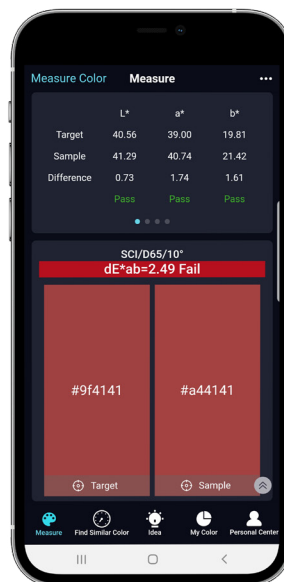 Measure Color Measure ...
L* a* b*
Target 40.56 39.00 19.81
Sample 41.29 40.74 21.42
Difference 0.73 1.74 1.61
Pass Pass Pass
SCI/D65/10°
dE*ab=2.49 Fail
#9f4141 #a44141
Target Sample
Measure Find Similar Color Idea My Color Personal Center